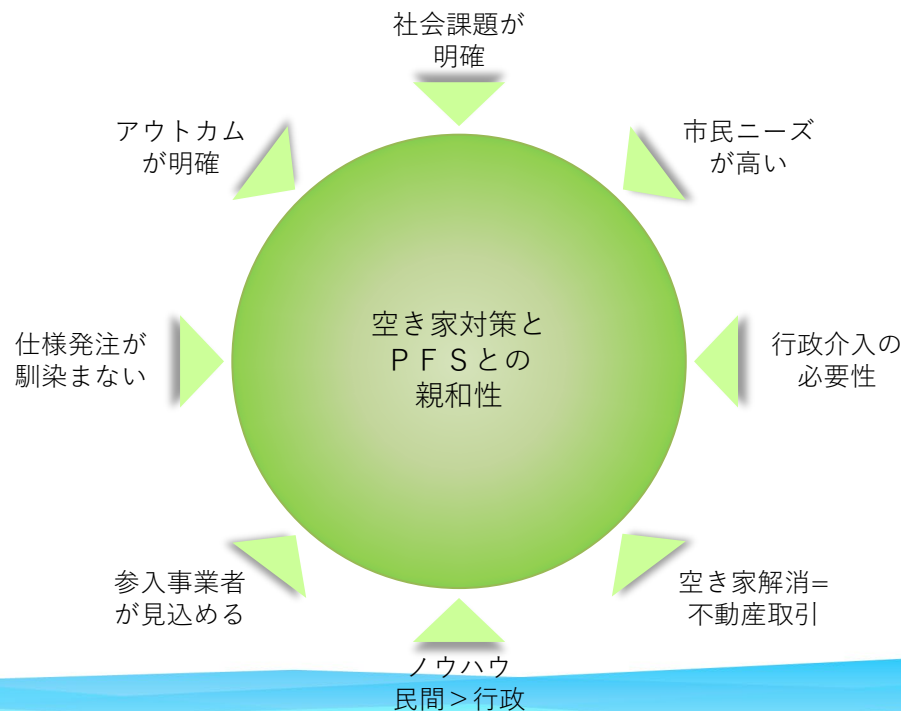 社会課題が
明確
アウトカム
が明確
市民ニーズ
が高い
仕様発注が
馴染まない
空き家対策と
ＰＦＳとの
親和性
行政介入の
必要性
参入事業者
が見込める
空き家解消=
不動産取引
ノウハウ
民間＞行政